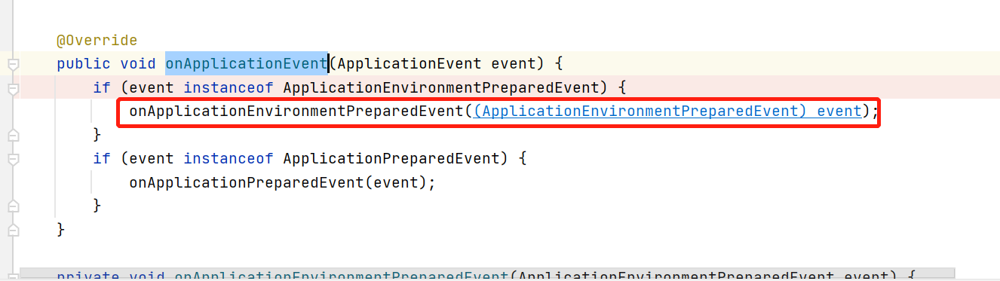 @Override
public void onApplicationEvent(ApplicationEvent event) {
if (event instanceof ApplicationEnvironmentPreparedEvent) {
onApplicationEnvironmentPreparedEvent((ApplicationEnvironmentPreparedEvent) event);
}
if (event instanceof ApplicationPreparedEvent) {
onApplicationPreparedEvent(event);
}
}
private void onApplicationEnvironmentPreparedEvent(ApplicationEnvironmentPreparedEvent event) {